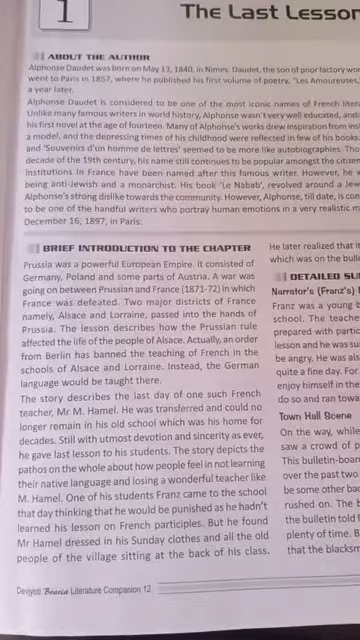 1
The Last Lesson
ABOUT THE AUTHOR
Alphonse Daudet was born on May 13, 1840, in Nimes. Daudet, the son of poor factory
went to Paris in 1857, where he published his first volume of poetry, "Les Amoureuses,
a year later.
Alphonse Daudet is considered to be one of the most iconic names of French
Unlike many famous writers in world history, Alphonse wasn't very well educated, and
his first novel at the age of fourteen. Many of Alphonse's works drew inspiration from
a model, and the depressing times of his childhood were reflected in few of his books.
and 'Souvenirs d'un homme de lettres' seemed to be more like autobiographies.
decade of the 19th century, his name still continues to be popular amongst the
Institutions In France have been named after this famous writer. However, he
being anti-Jewish and a monarchist. His book 'Le Nabab', revolved around a
Alphonse's strong dislike towards the community. However, Alphonse, till date, is
to be one of the handful writers who portray human emotions in a very realistic
December 16, 1897, in Paris.
BRIEF INTRODUCTION TO THE CHAPTER
Prussia was a powerful European Empire. It consisted of
Germany, Poland and some parts of Austria. A war was
going on between Prussian and France (1871-72) in which
France was defeated. Two major districts of France
namely, Alsace and Lorraine, passed into the hands of
Prussia. The lesson describes how the Prussian rule
affected the life of the people of Alsace. Actually, an order
from Berlin has banned the teaching of French in the
schools of Alsace and Lorraine. Instead, the German
language would be taught there.
The story describes the last day of one such French
teacher, Mr M. Hamel. He was transferred and could no
longer remain in his old school which was his home for
decades. Still with utmost devotion and sincerity as ever,
he gave last lesson to his students. The story depicts the
pathos on the whole about how people feel in not learning
their native language and losing a wonderful teacher like
M. Hamel. One of his students Franz came to the school
that day thinking that he would be punished as he hadn't
learned his lesson on French participles. But he found
Mr Hamel dressed in his Sunday clothes and all the old
people of the village sitting at the back of his class.
He later realized that it
which was on the
DETAILED
Narrator's (Franz's)
Franz was a young
school. The teache
prepared with partic
lesson and he was su
be angry. He was als
quite a fine day. For
enjoy himself in the
do so and ran towa
Town Hall Scene
On the way, while
saw a crowd of p
This bulletin-boar
over the past two
be some other bad
rushed on. The b
the bulletin told
plenty of time. B
that the blacksm
Devjyoti Beacon Literature Companion 12